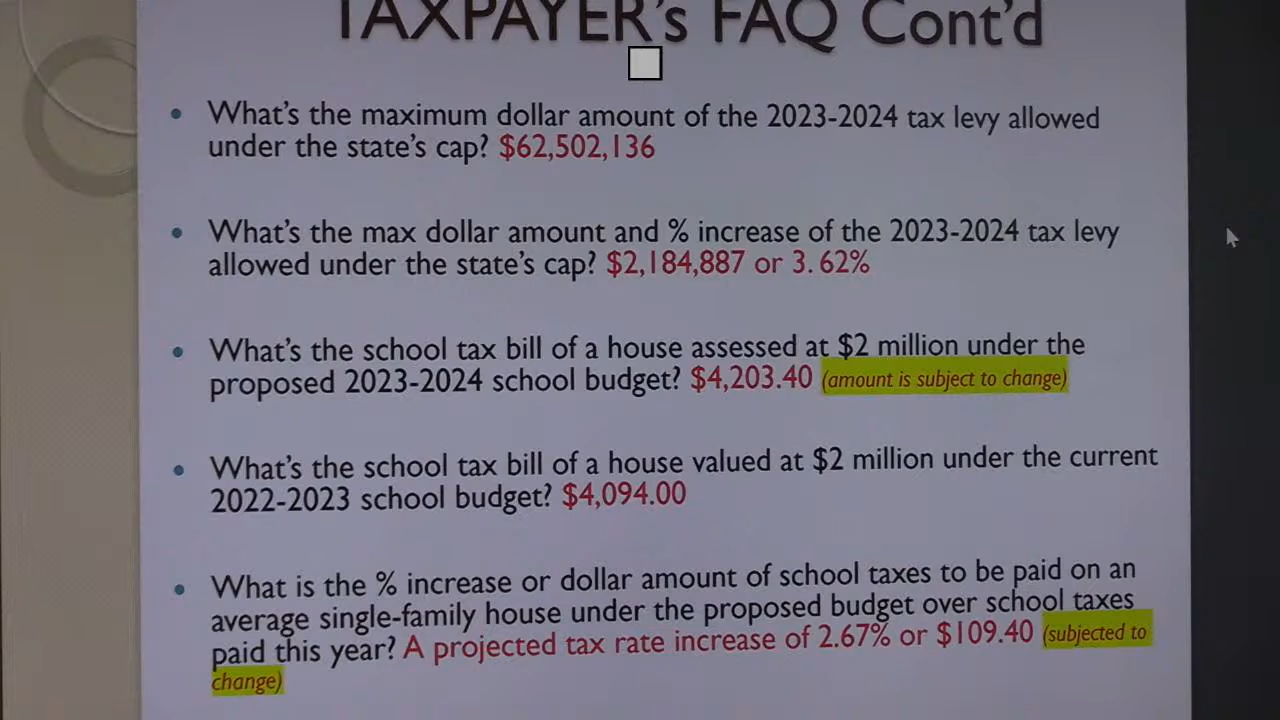 TAXPAYER's FAQ Cont'd
What's the maximum dollar amount of the 2023-2024 tax levy allowed
under the state's cap? $62,502,136
What's the max dollar amount and % increase of the 2023-2024 tax levy
allowed under the state's cap? $2,184,887 or 3. 62%
What's the school tax bill of a house assessed at $2 million under the
proposed 2023-2024 school budget? $4,203.40 (amount is subject to change)
What's the school tax bill of a house valued at $2 million under the current
2022-2023 school budget? $4,094.00
What is the % increase or dollar amount of school taxes to be paid on an
average single-family house under the proposed budget over school taxes
paid this year? A projected tax rate increase of 2.67% or $109.40 (subjected to
change)